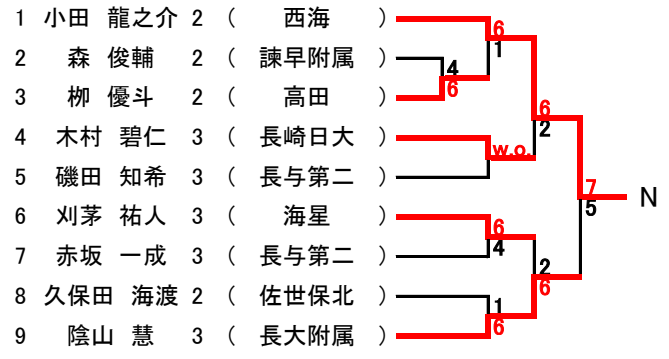 1 小田 龍之介 2 ( 西海 )
2 森 俊輔 2 ( 諫早附属 )
3 栁 優斗 2 ( 高田 )
4 木村 碧仁 3 ( 長崎日大 )
5 磯田 知希 3 ( 長与第二 )
6 刈茅 祐人 3 ( 海星 )
7 赤坂 一成 3 ( 長与第二 )
8 久保田 海渡 2 ( 佐世保北 )
9 陰山 慧 3 ( 長大附属 )
6
1
4
6
6
2
w.o.
7
5
N
6
4
2
6
1
6